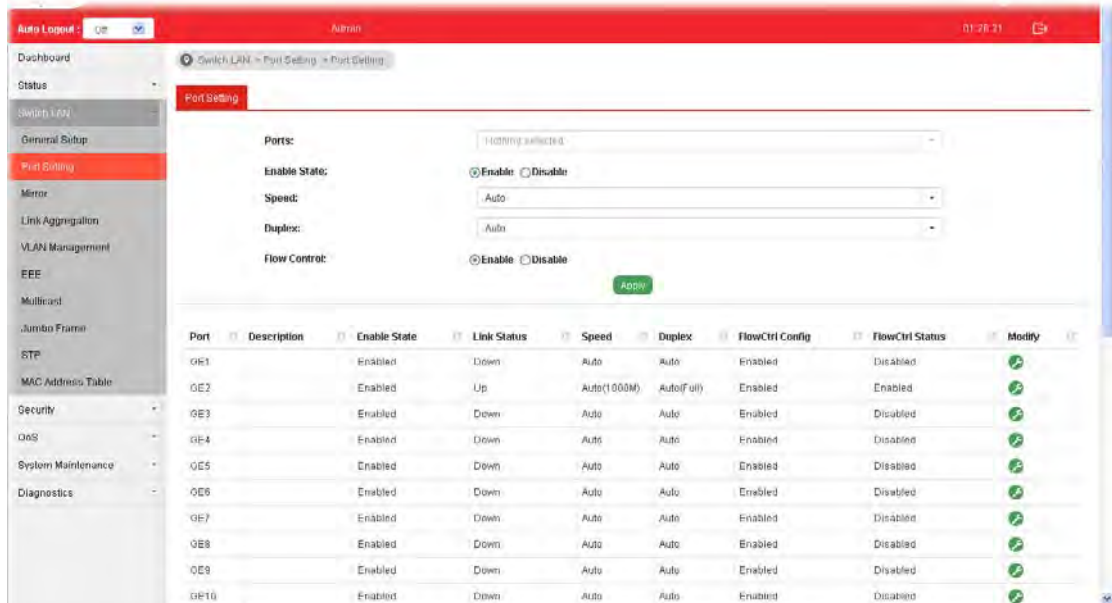 Auto Logout : Off Admin 01:28:21
Dashboard
Status
Switch LAN
General Setup
Port Setting
Mirror
Link Aggregation
VLAN Management
EEE
Multicast
Jumbo Frame
STP
MAC Address Table
Security
QoS
System Maintenance
Diagnostics
Switch LAN > Port Setting > Port Setting
Port Setting
Ports: Nothing selected
Enable State: Enable Disable
Speed: Auto
Duplex: Auto
Flow Control: Enable Disable
Apply
Port Description Enable State Link Status Speed Duplex FlowCtrl Config FlowCtrl Status Modify
GE1 Enabled Down Auto Auto Enabled Disabled
GE2 Enabled Up Auto(1000M) Auto(Full) Enabled Enabled
GE3 Enabled Down Auto Auto Enabled Disabled
GE4 Enabled Down Auto Auto Enabled Disabled
GE5 Enabled Down Auto Auto Enabled Disabled
GE6 Enabled Down Auto Auto Enabled Disabled
GE7 Enabled Down Auto Auto Enabled Disabled
GE8 Enabled Down Auto Auto Enabled Disabled
GE9 Enabled Down Auto Auto Enabled Disabled
GE10 Enabled Down Auto Auto Enabled Disabled